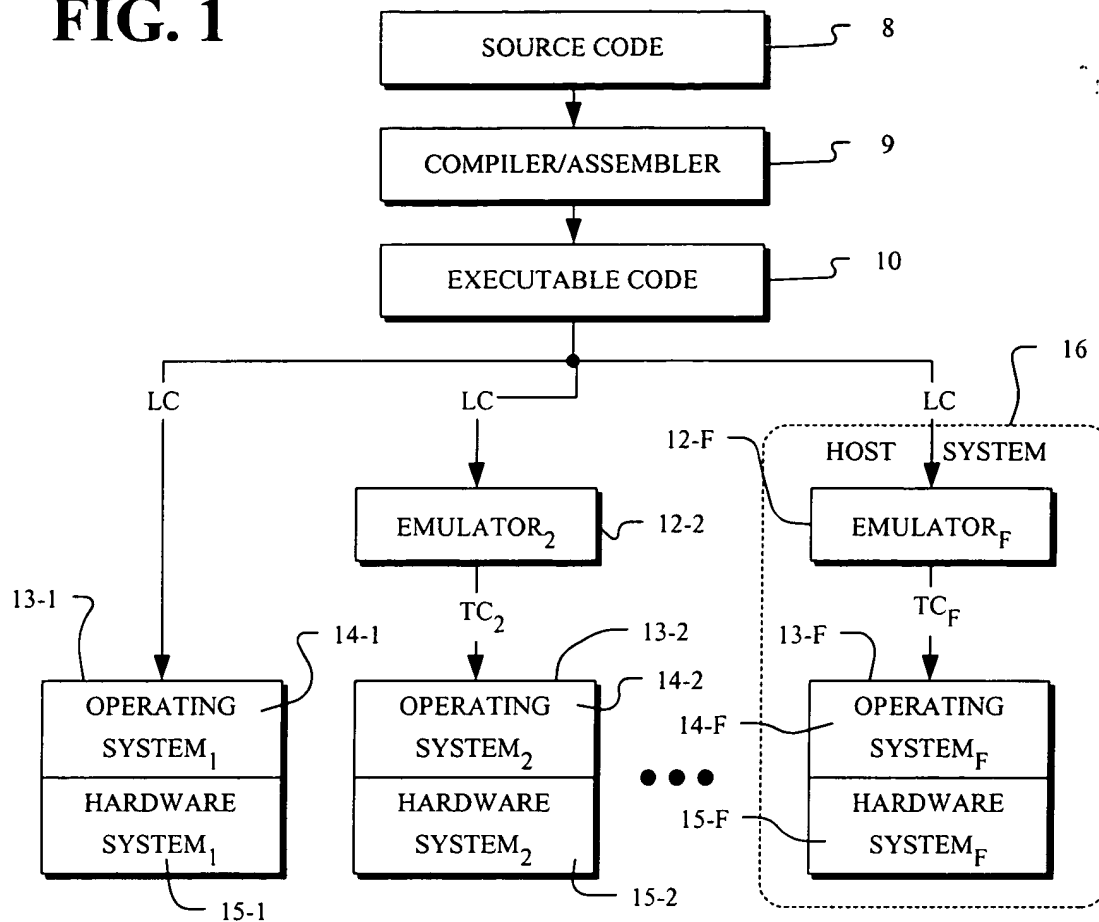 FIG. 1
SOURCE CODE
8
COMPILER/ASSEMBLER
9
EXECUTABLE CODE
10
16
LC
LC
LC
12-F
HOST SYSTEM
EMULATOR2
12-2
EMULATORF
13-1
TC2
TCF
14-1
13-2
13-F
14-2
OPERATING
SYSTEM1
OPERATING
SYSTEM2
14-F
OPERATING
SYSTEMF
HARDWARE
SYSTEM1
HARDWARE
SYSTEM2
15-F
HARDWARE
SYSTEMF
15-1
15-2